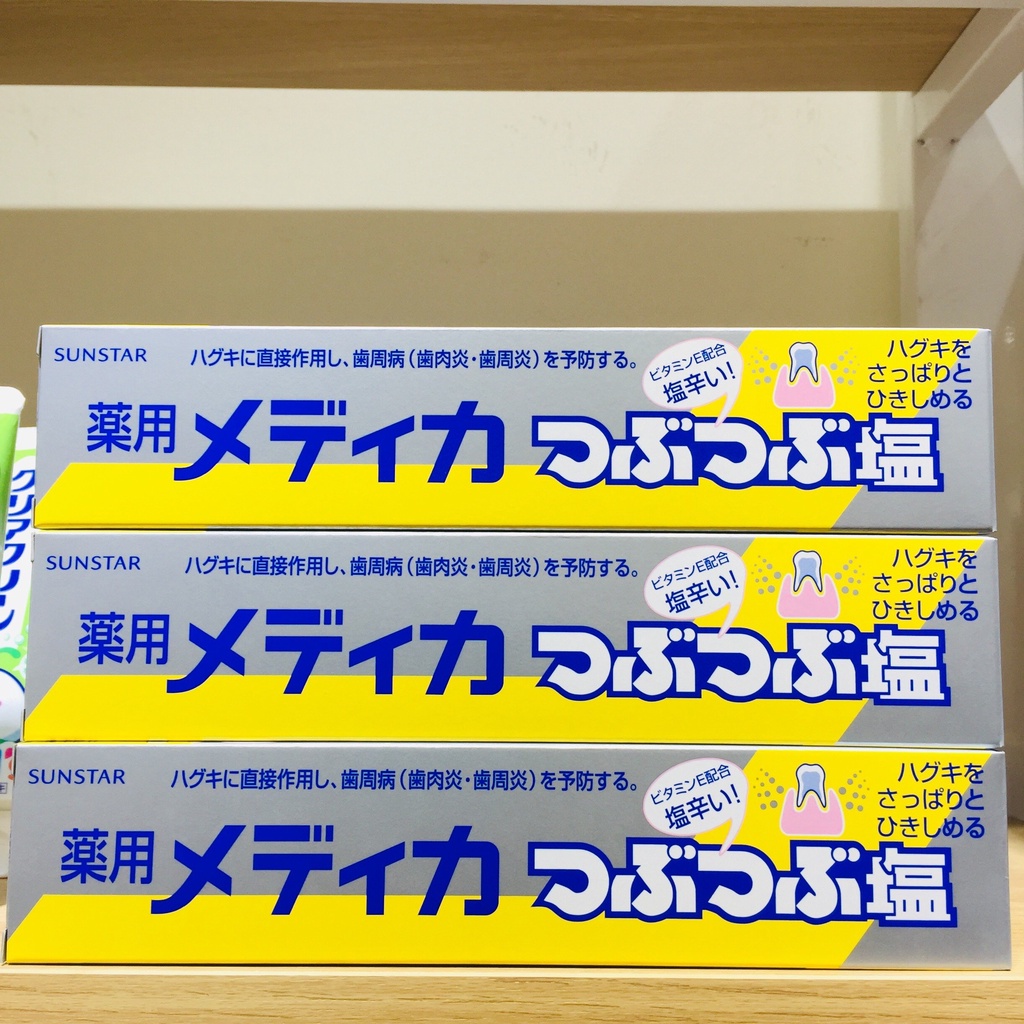 SUNSTAR
ハグキに直接作用し、歯周病(歯肉炎・歯周炎)を予防する。
ビタミンE配合
塩辛い!
ハグキを
さっぱりと
ひきしめる
薬用メディカ つぶつぶ塩
SUNSTAR
ハグキに直接作用し、歯周病(歯肉炎・歯周炎)を予防する。
ビタミンE配合
塩辛い!
ハグキを
さっぱりと
ひきしめる
薬用メディカ つぶつぶ塩
SUNSTAR
ハグキに直接作用し、歯周病(歯肉炎・歯周炎)を予防する。
ビタミンE配合
塩辛い!
ハグキを
さっぱりと
ひきしめる
薬用メディカ つぶつぶ塩
クリアクリーン